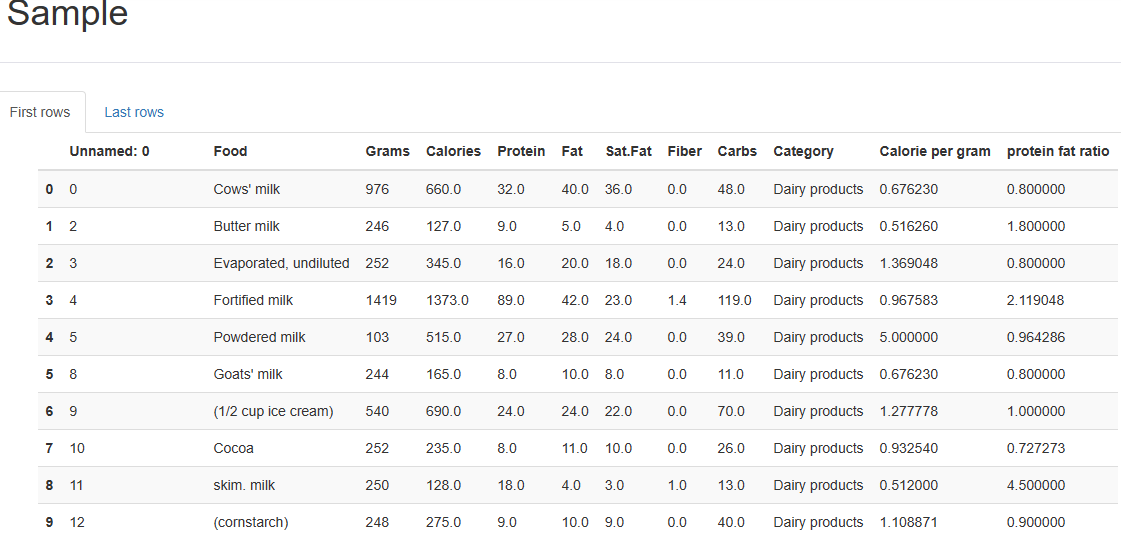 Sample
First rows Last rows
Unnamed: 0 Food Grams Calories Protein Fat Sat.Fat Fiber Carbs Category Calorie per gram protein fat ratio
0 0 Cows' milk 976 660.0 32.0 40.0 36.0 0.0 48.0 Dairy products 0.676230 0.800000
1 2 Butter milk 246 127.0 9.0 5.0 4.0 0.0 13.0 Dairy products 0.516260 1.800000
2 3 Evaporated, undiluted 252 345.0 16.0 20.0 18.0 0.0 24.0 Dairy products 1.369048 0.800000
3 4 Fortified milk 1419 1373.0 89.0 42.0 23.0 1.4 119.0 Dairy products 0.967583 2.119048
4 5 Powdered milk 103 515.0 27.0 28.0 24.0 0.0 39.0 Dairy products 5.000000 0.964286
5 8 Goats' milk 244 165.0 8.0 10.0 8.0 0.0 11.0 Dairy products 0.676230 0.800000
6 9 (1/2 cup ice cream) 540 690.0 24.0 24.0 22.0 0.0 70.0 Dairy products 1.277778 1.000000
7 10 Cocoa 252 235.0 8.0 11.0 10.0 0.0 26.0 Dairy products 0.932540 0.727273
8 11 skim. milk 250 128.0 18.0 4.0 3.0 1.0 13.0 Dairy products 0.512000 4.500000
9 12 (cornstarch) 248 275.0 9.0 10.0 9.0 0.0 40.0 Dairy products 1.108871 0.900000